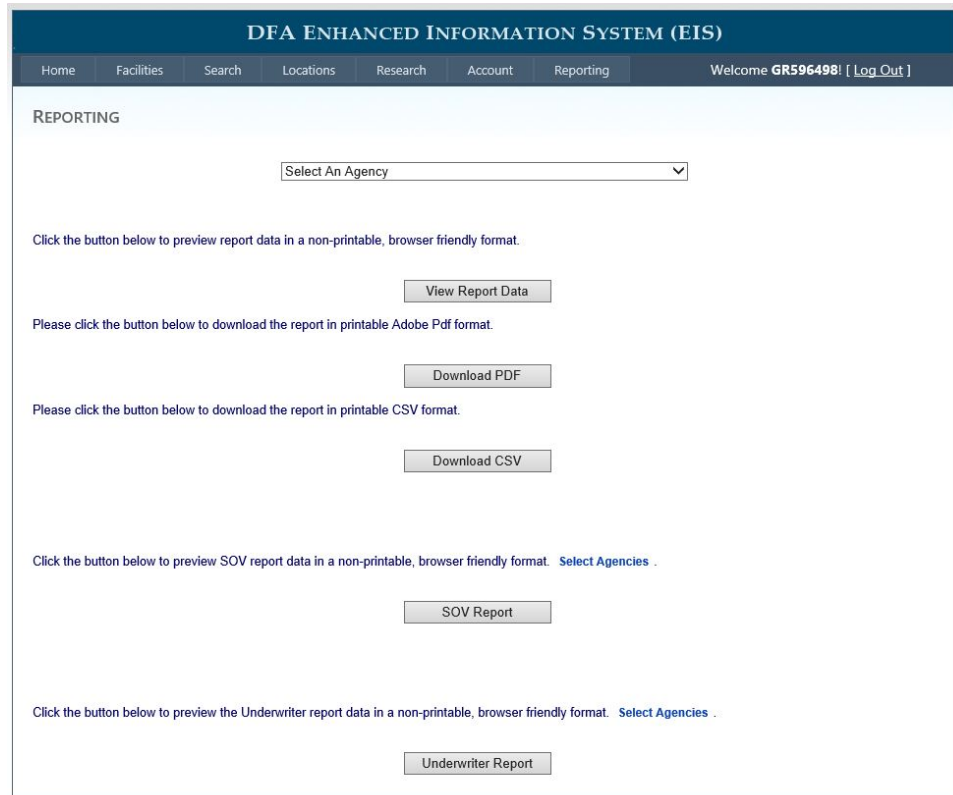 DFA ENHANCED INFORMATION SYSTEM (EIS)
Home Facilities Search Locations Research Account Reporting Welcome GR596498! [ Log Out ]
REPORTING
Select An Agency
Click the button below to preview report data in a non-printable, browser friendly format.
View Report Data
Please click the button below to download the report in printable Adobe Pdf format.
Download PDF
Please click the button below to download the report in printable CSV format.
Download CSV
Click the button below to preview SOV report data in a non-printable, browser friendly format. Select Agencies .
SOV Report
Click the button below to preview the Underwriter report data in a non-printable, browser friendly format. Select Agencies .
Underwriter Report